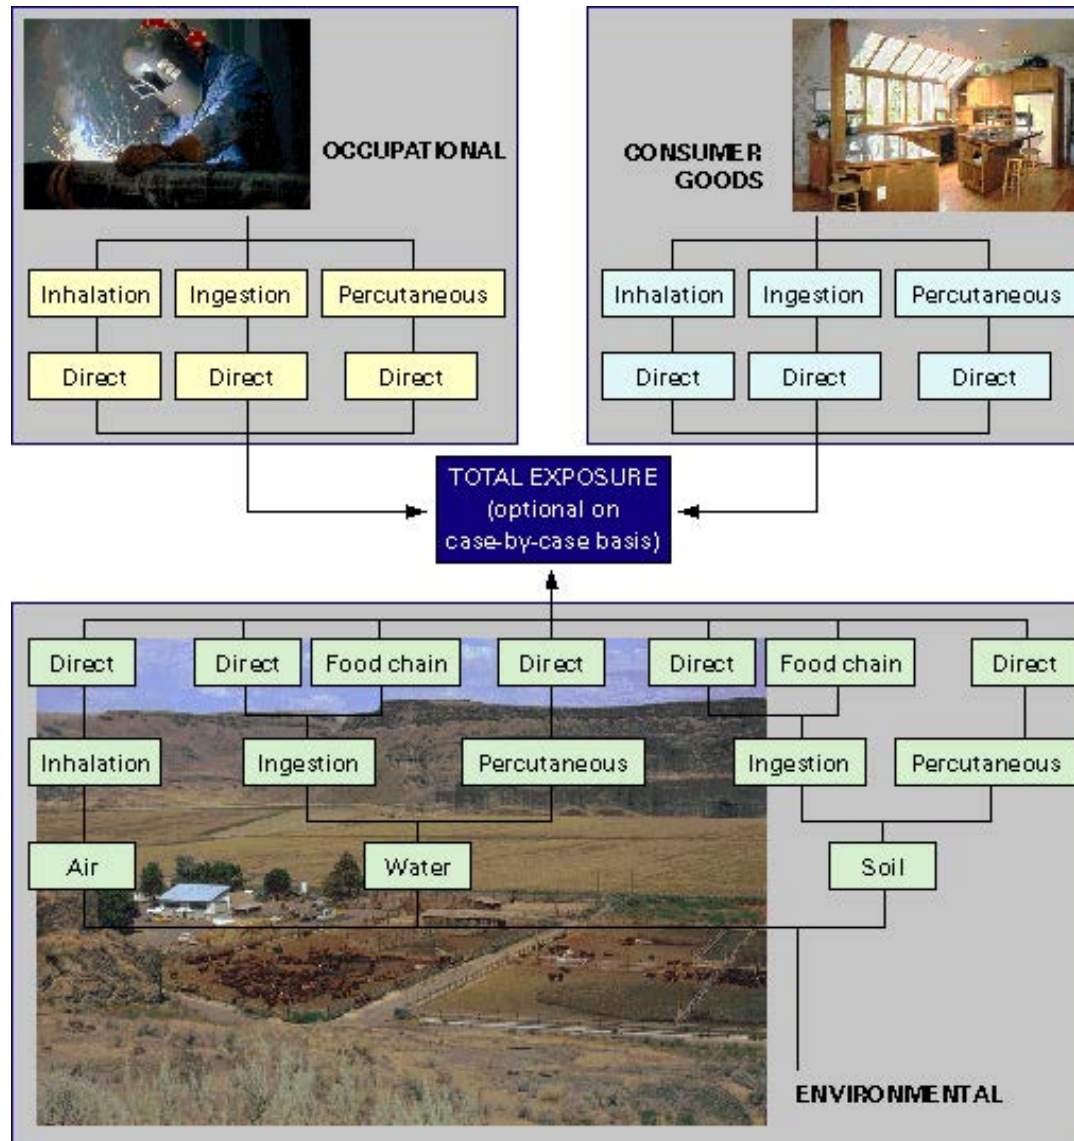 OCCUPATIONAL
CONSUMER
GOODS
Inhalation Ingestion Percutaneous
Inhalation Ingestion Percutaneous
Direct Direct Direct
Direct Direct Direct
TOTAL EXPOSURE
(optional on
case-by-case basis)
Direct Direct Food chain Direct Direct Food chain Direct
Inhalation Ingestion Percutaneous Ingestion Percutaneous
Air Water Soil
ENVIRONMENTAL